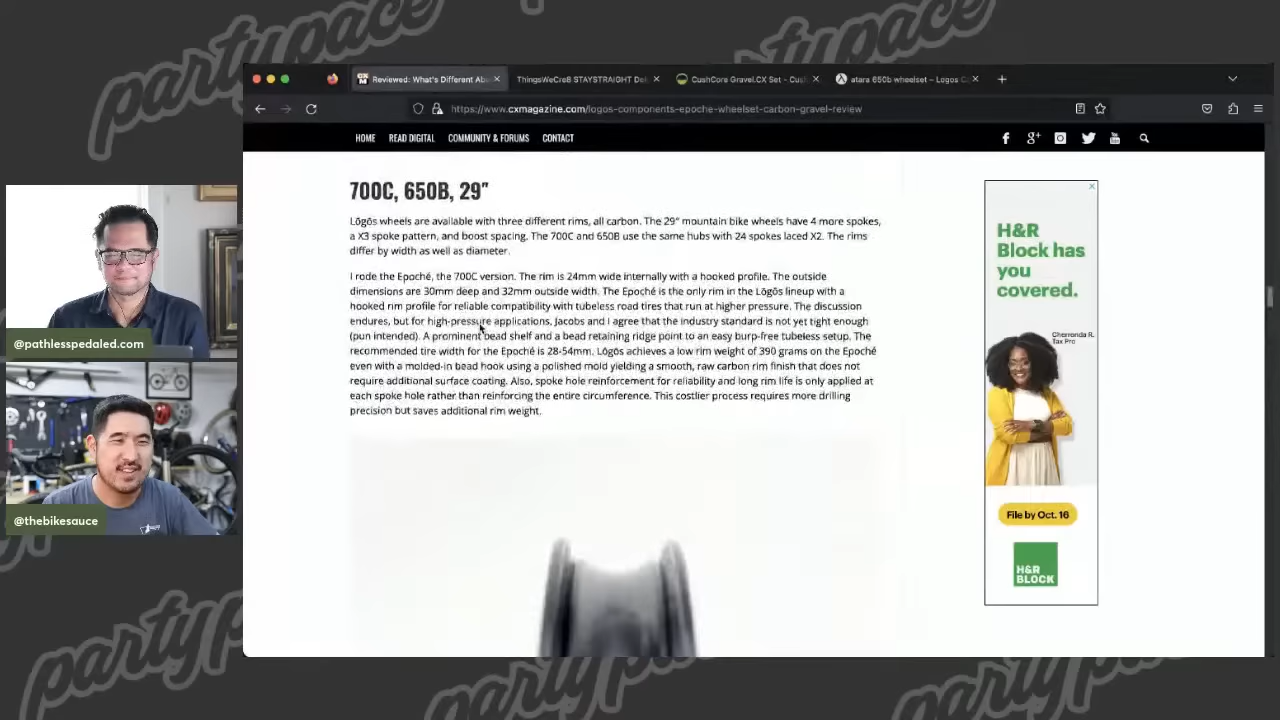 partypace
Reviewed: What's Different Ab
ThingsWeCreB STAYSTRAIGHT De
CushCore Gravel.CX Set - Cus
atara 650b wheelset – Logos C
https://www.cxmagazine.com/logos-components-epoche-wheelset-carbon-gravel-review
HOME READ DIGITAL COMMUNITY & FORUMS CONTACT
700C, 650B, 29"
Lōgōs wheels are available with three different rims, all carbon. The 29" mountain bike wheels have 4 more spokes,
a X3 spoke pattern, and boost spacing. The 700C and 650B use the same hubs with 24 spokes laced X2. The rims
differ by width as well as diameter.
I rode the Epoché, the 700C version. The rim is 24mm wide internally with a hooked profile. The outside
dimensions are 30mm deep and 32mm outside width. The Epoché is the only rim in the Lōgōs lineup with a
hooked rim profile for reliable compatibility with tubeless road tires that run at higher pressure. The discussion
endures, but for high-pressure applications, Jacobs and I agree that the industry standard is not yet tight enough
(pun intended). A prominent bead shelf and a bead retaining ridge point to an easy burp-free tubeless setup. The
recommended tire width for the Epoché is 28-54mm. Lōgōs achieves a low rim weight of 390 grams on the Epoché
even with a molded-in bead hook using a polished mold yielding a smooth, raw carbon rim finish that does not
require additional surface coating. Also, spoke hole reinforcement for reliability and long rim life is only applied at
each spoke hole rather than reinforcing the entire circumference. This costlier process requires more drilling
precision but saves additional rim weight.
H&R
Block has
you
covered.
Cherronda R.
Tax Pro
File by Oct. 16
H&R
BLOCK
@pathlesspedaled.com
@thebikesauce
partypace
partypace